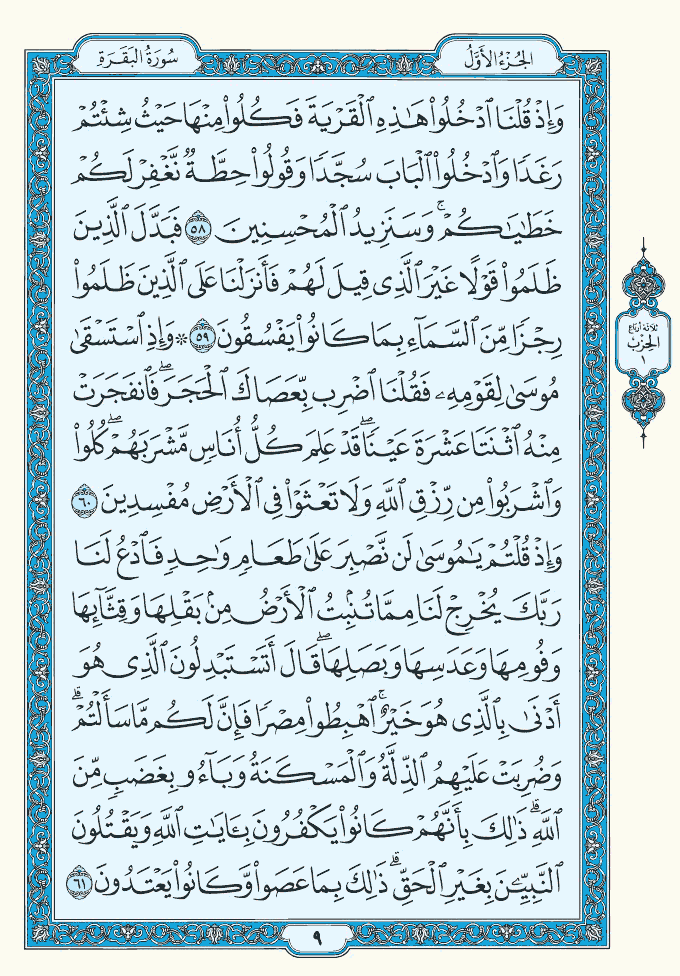 الجُزْءُ الأَوَّلُ
سُورَةُ البَقَرَةِ
وَإِذْ قُلْنَا ٱدْخُلُوا۟ هَـٰذِهِ ٱلْقَرْيَةَ فَكُلُوا۟ مِنْهَا حَيْثُ شِئْتُمْ
رَغَدًا وَٱدْخُلُوا۟ ٱلْبَابَ سُجَّدًا وَقُولُوا۟ حِطَّةٌ نَّغْفِرْ لَكُمْ
خَطَـٰيَـٰكُمْ ۚ وَسَنَزِيدُ ٱلْمُحْسِنِينَ ٥٨ فَبَدَّلَ ٱلَّذِينَ
ظَلَمُوا۟ قَوْلًا غَيْرَ ٱلَّذِى قِيلَ لَهُمْ فَأَنزَلْنَا عَلَى ٱلَّذِينَ ظَلَمُوا۟
رِجْزًا مِّنَ ٱلسَّمَآءِ بِمَا كَانُوا۟ يَفْسُقُونَ ٥٩ ۞ وَإِذِ ٱسْتَسْقَىٰ
مُوسَىٰ لِقَوْمِهِۦ فَقُلْنَا ٱضْرِب بِّعَصَاكَ ٱلْحَجَرَ ۖ فَٱنفَجَرَتْ
مِنْهُ ٱثْنَتَا عَشْرَةَ عَيْنًا ۖ قَدْ عَلِمَ كُلُّ أُنَاسٍ مَّشْرَبَهُمْ ۖ كُلُوا۟
وَٱشْرَبُوا۟ مِن رِّزْقِ ٱللَّهِ وَلَا تَعْثَوْا۟ فِى ٱلْأَرْضِ مُفْسِدِينَ ٦٠
وَإِذْ قُلْتُمْ يَـٰمُوسَىٰ لَن نَّصْبِرَ عَلَىٰ طَعَامٍ وَٰحِدٍ فَٱدْعُ لَنَا
رَبَّكَ يُخْرِجْ لَنَا مِمَّا تُنۢبِتُ ٱلْأَرْضُ مِنۢ بَقْلِهَا وَقِثَّآئِهَا
وَفُومِهَا وَعَدَسِهَا وَبَصَلِهَا ۖ قَالَ أَتَسْتَبْدِلُونَ ٱلَّذِى هُوَ
أَدْنَىٰ بِٱلَّذِى هُوَ خَيْرٌ ۚ ٱهْبِطُوا۟ مِصْرًا فَإِنَّ لَكُم مَّا سَأَلْتُمْ ۗ
وَضُرِبَتْ عَلَيْهِمُ ٱلذِّلَّةُ وَٱلْمَسْكَنَةُ وَبَآءُو بِغَضَبٍ مِّنَ
ٱللَّهِ ۗ ذَٰلِكَ بِأَنَّهُمْ كَانُوا۟ يَكْفُرُونَ بِـَٔايَـٰتِ ٱللَّهِ وَيَقْتُلُونَ
ٱلنَّبِيِّـۧنَ بِغَيْرِ ٱلْحَقِّ ۗ ذَٰلِكَ بِمَا عَصَوا۟ وَّكَانُوا۟ يَعْتَدُونَ ٦١
ثلاثة أرباع
الحزب
١
٩